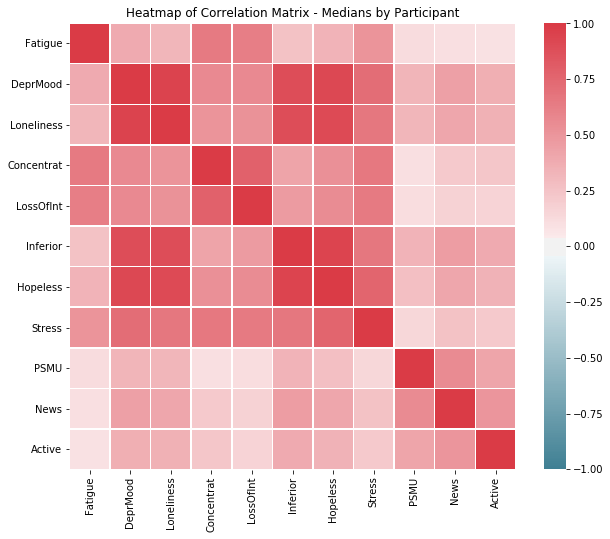 Heatmap of Correlation Matrix - Medians by Participant
Fatigue
DeprMood
Loneliness
Concentrat
LossOfInt
Inferior
Hopeless
Stress
PSMU
News
Active
Fatigue
DeprMood
Loneliness
Concentrat
LossOfInt
Inferior
Hopeless
Stress
PSMU
News
Active
1.00
0.75
0.50
0.25
0.00
−0.25
−0.50
−0.75
−1.00